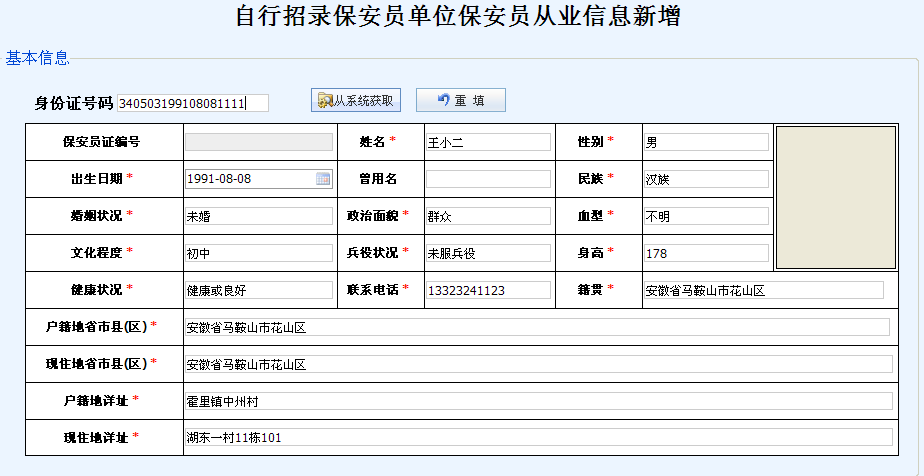 自行招录保安员单位保安员从业信息新增
基本信息
身份证号码 340503199108081111 从系统获取 重 填
保安员证编号 姓名 * 王小二 性别 * 男
出生日期 * 1991-08-08 曾用名 民族 * 汉族
婚姻状况 * 未婚 政治面貌 * 群众 血型 * 不明
文化程度 * 初中 兵役状况 * 未服兵役 身高 * 178
健康状况 * 健康或良好 联系电话 * 13323241123 籍贯 * 安徽省马鞍山市花山区
户籍地省市县(区) * 安徽省马鞍山市花山区
现住地省市县(区) * 安徽省马鞍山市花山区
户籍地详址 * 霍里镇中州村
现住地详址 * 湖东一村11栋101